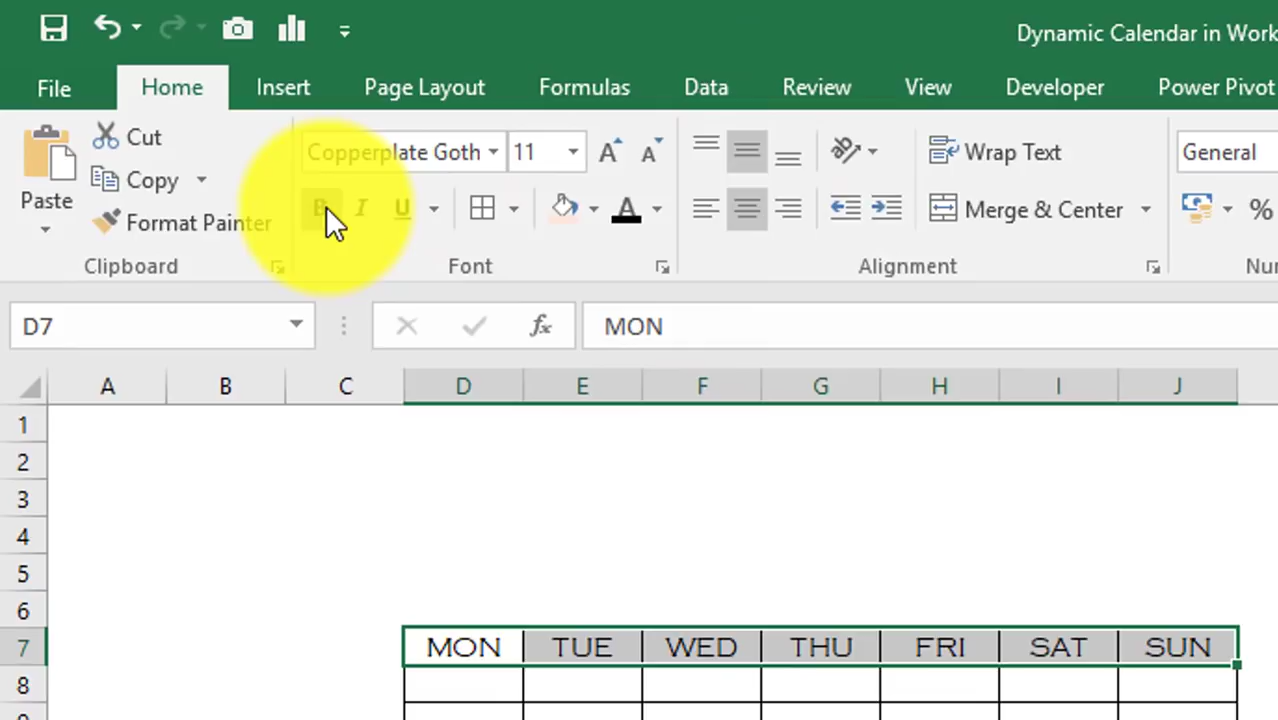 Dynamic Calendar in Work
File Home Insert Page Layout Formulas Data Review View Developer Power Pivot
Cut
Copperplate Goth 11 Wrap Text General
Copy
Paste
B I U Merge & Center %
Format Painter
Clipboard Font Alignment Nur
D7 fx MON
A B C D E F G H I J
1
2
3
4
5
6
7 MON TUE WED THU FRI SAT SUN
8